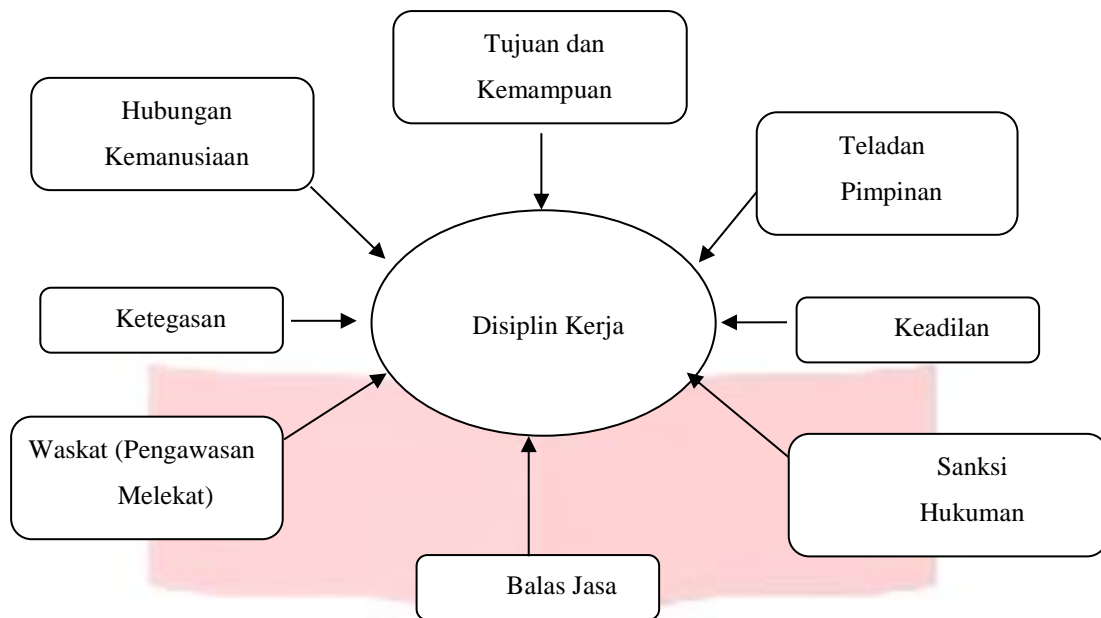 Tujuan dan
Kemampuan
Hubungan
Kemanusiaan
Teladan
Pimpinan
Ketegasan
Disiplin Kerja
Keadilan
Waskat (Pengawasan
Melekat)
Sanksi
Hukuman
Balas Jasa